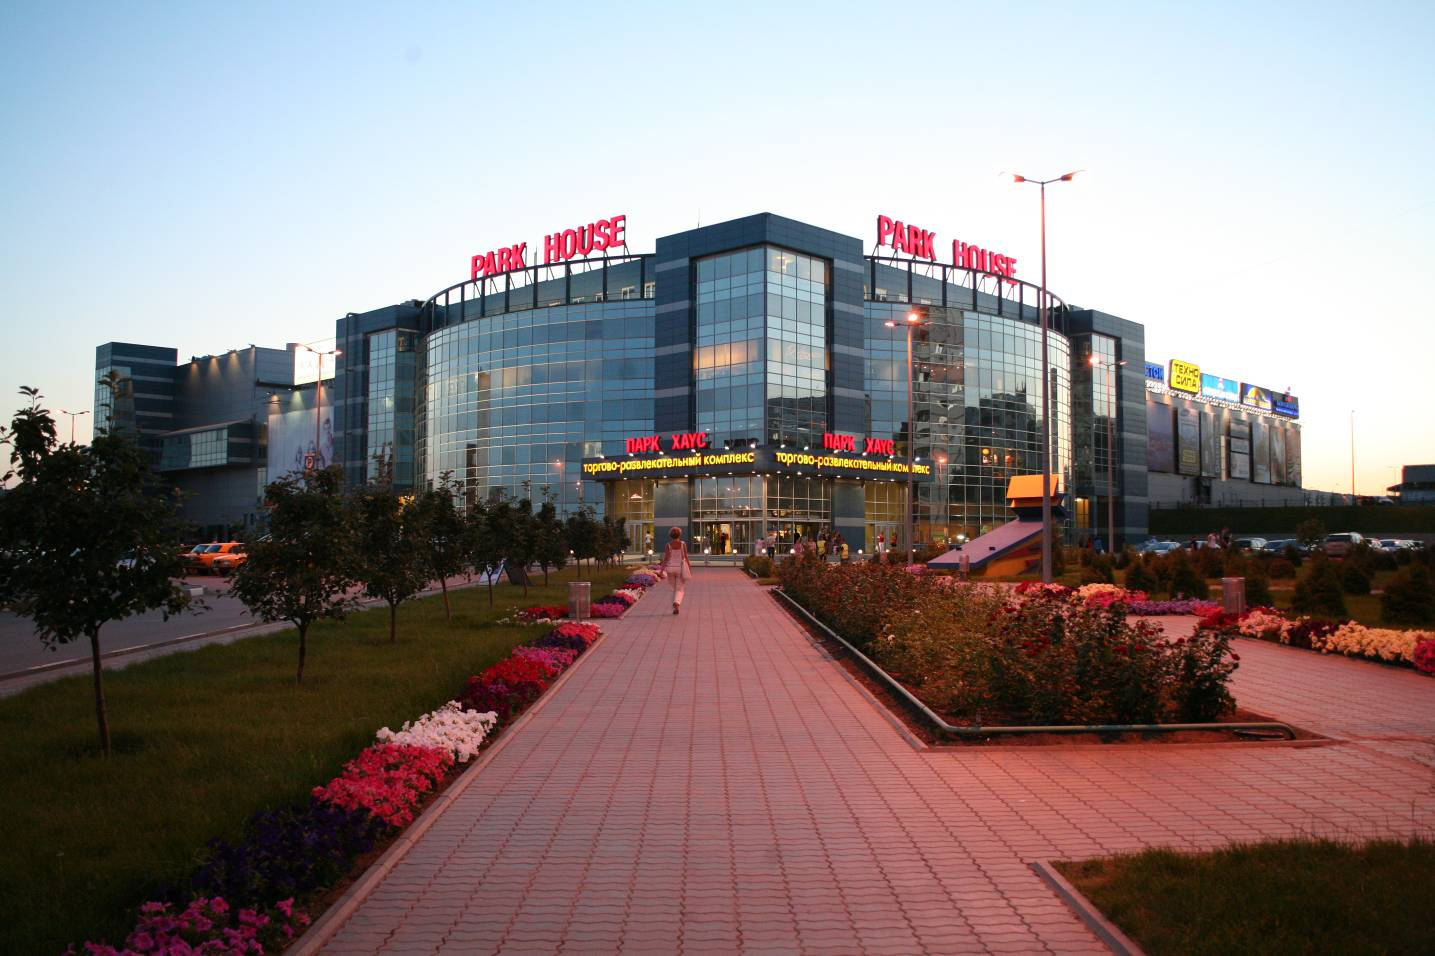 PARK HOUSE
PARK HOUSE
ПАРК ХАУС
ПАРК ХАУС
торгово-развлекательный комплекс
торгово-развлекательный комплекс
ТЕХНО
СИЛА